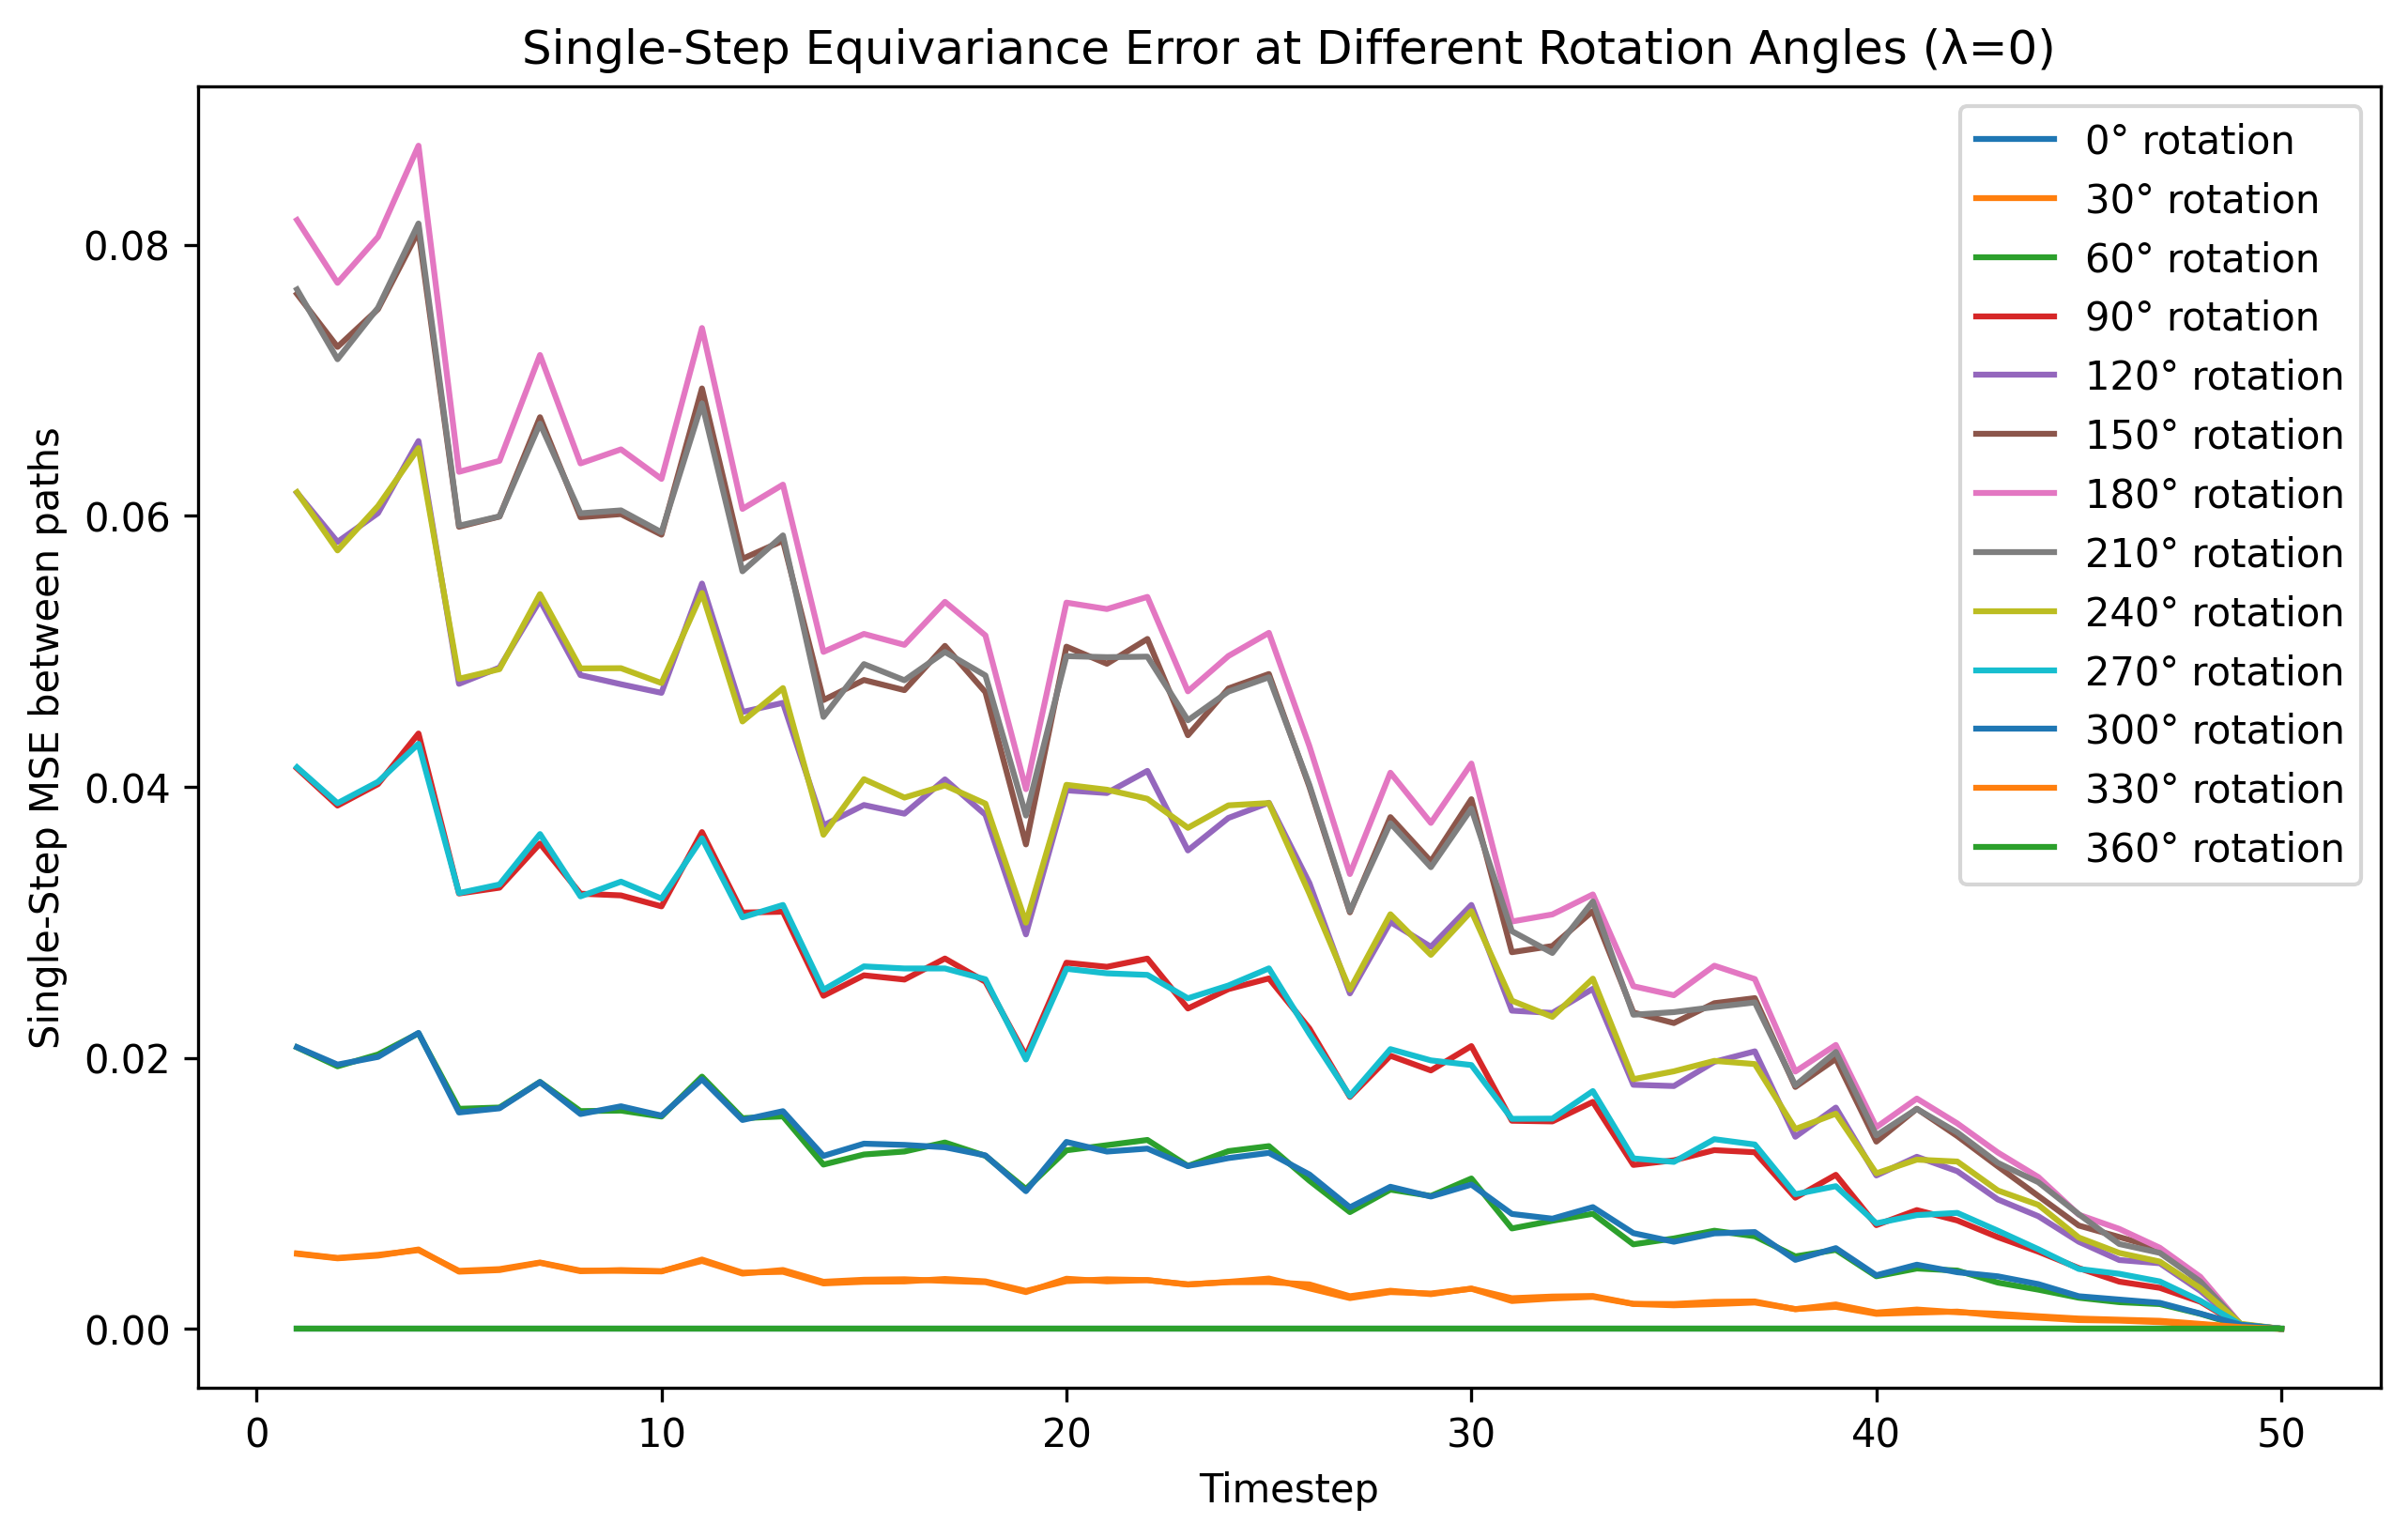 Single-Step Equivariance Error at Different Rotation Angles (λ=0)
Single-Step MSE between paths
0.08
0.06
0.04
0.02
0.00
0 10 20 30 40 50
Timestep
0° rotation
30° rotation
60° rotation
90° rotation
120° rotation
150° rotation
180° rotation
210° rotation
240° rotation
270° rotation
300° rotation
330° rotation
360° rotation